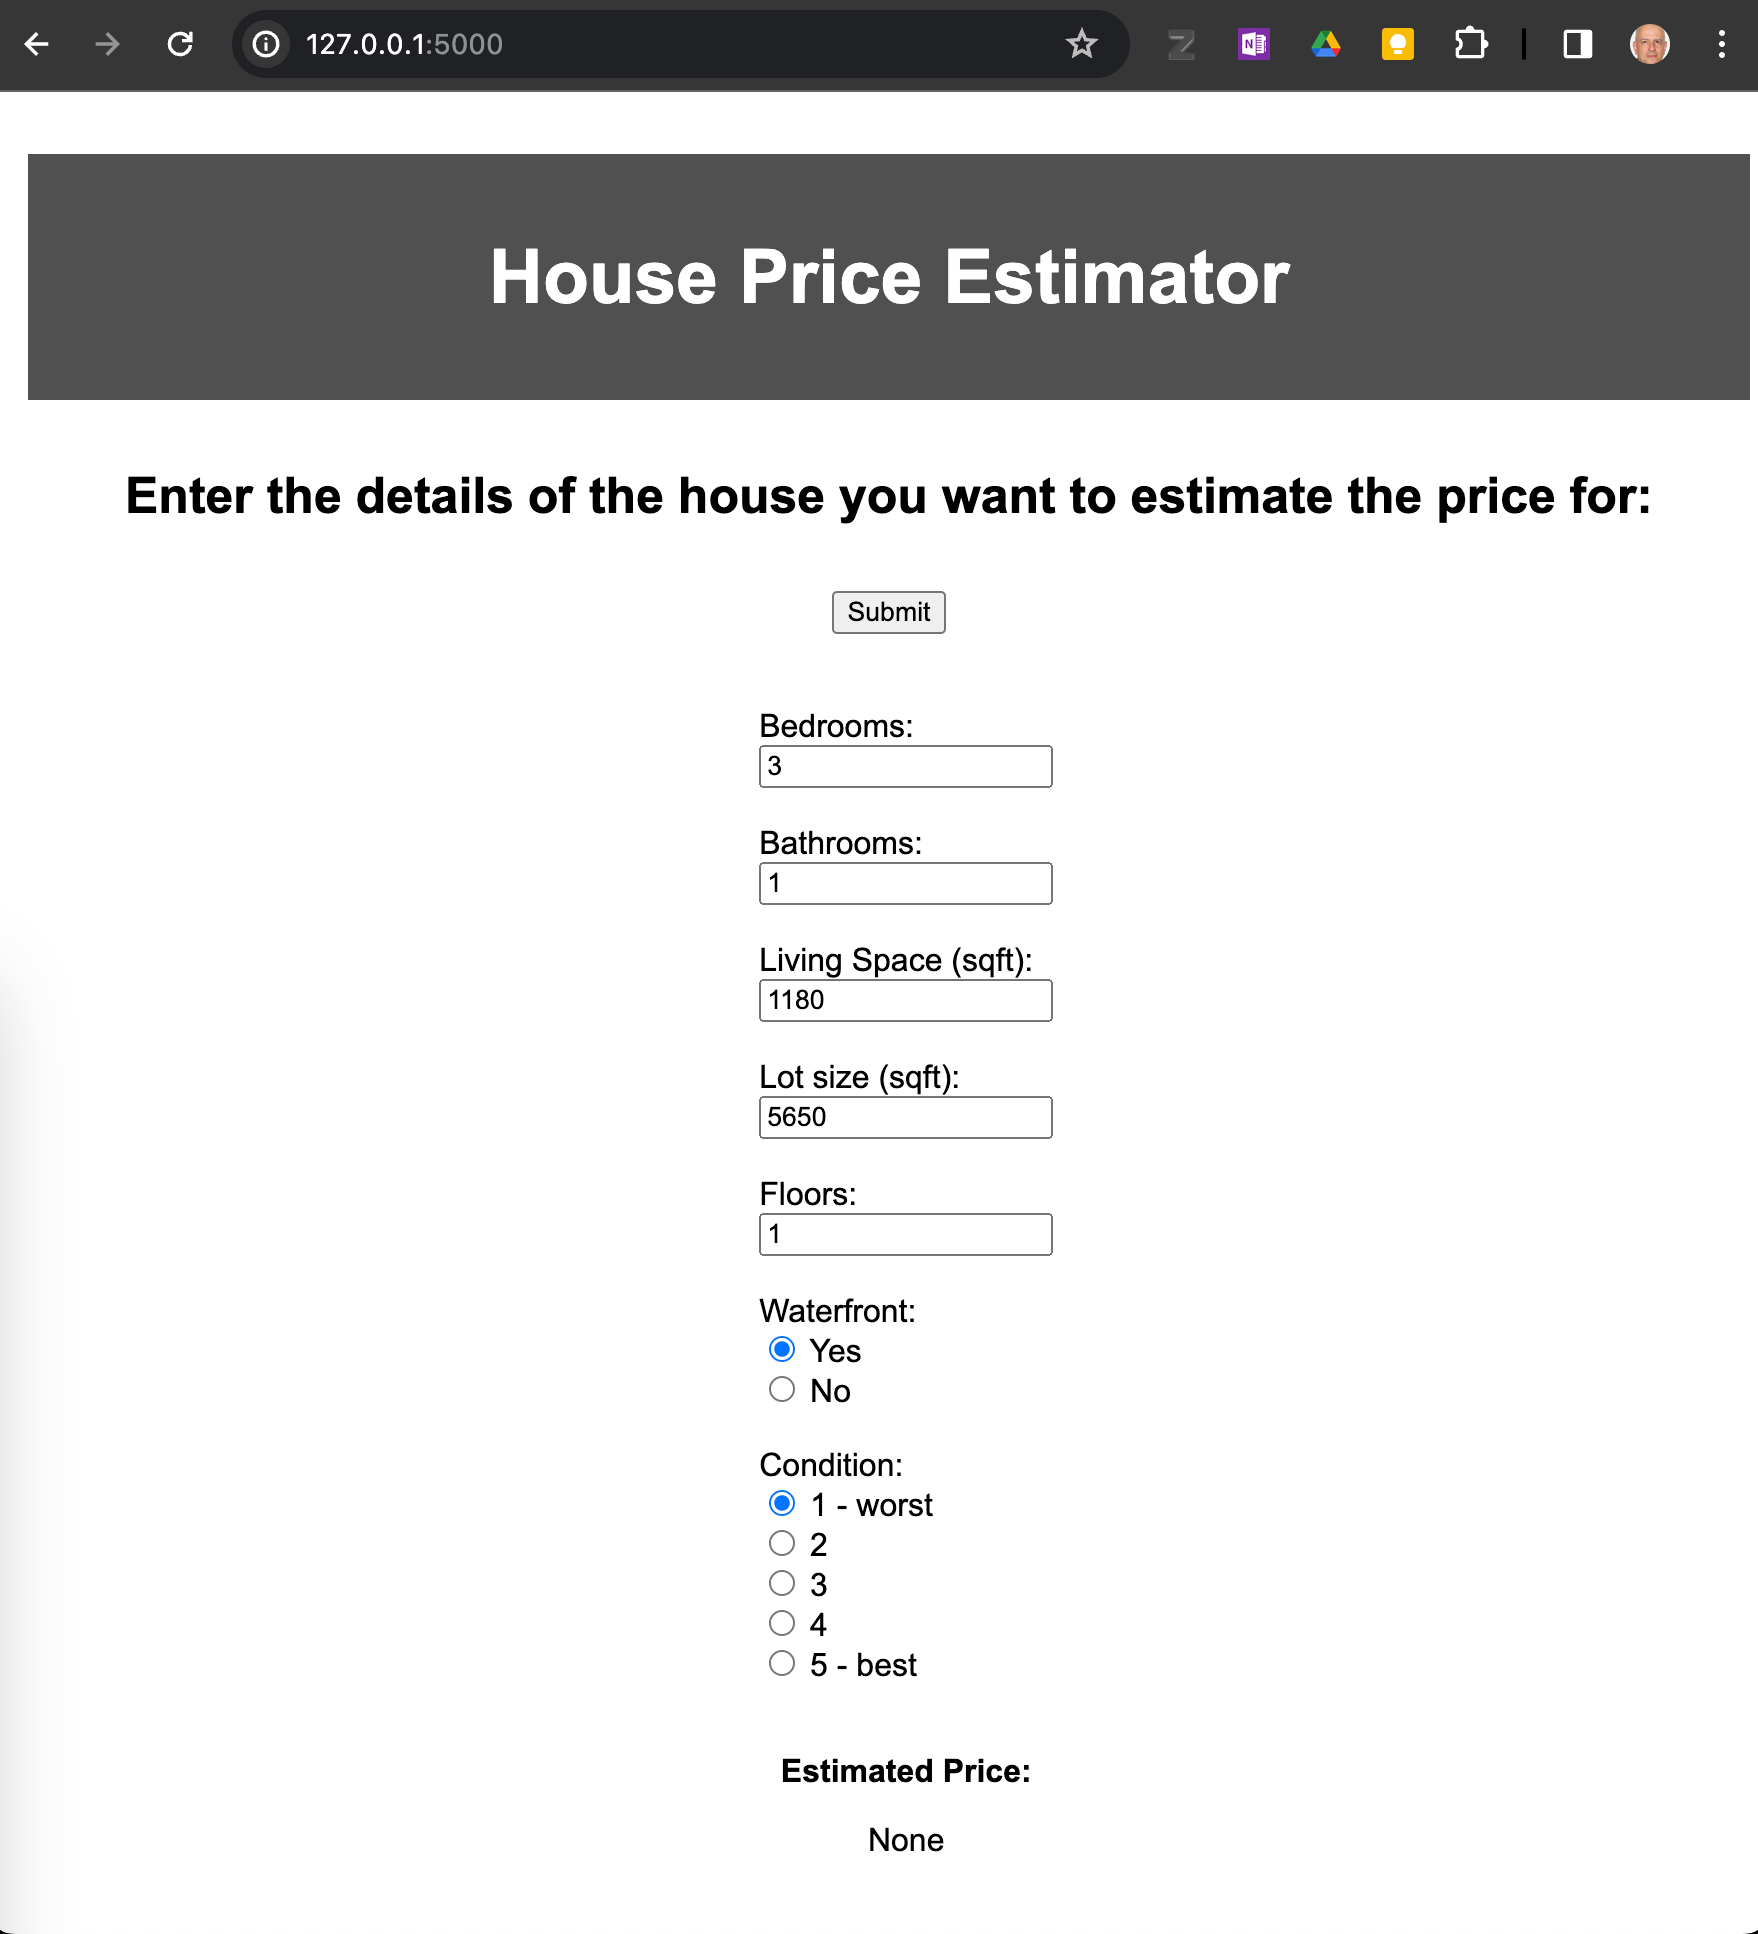 127.0.0.1:5000
House Price Estimator
Enter the details of the house you want to estimate the price for:
Submit
Bedrooms:
3
Bathrooms:
1
Living Space (sqft):
1180
Lot size (sqft):
5650
Floors:
1
Waterfront:
Yes
No
Condition:
1 - worst
2
3
4
5 - best
Estimated Price:
None